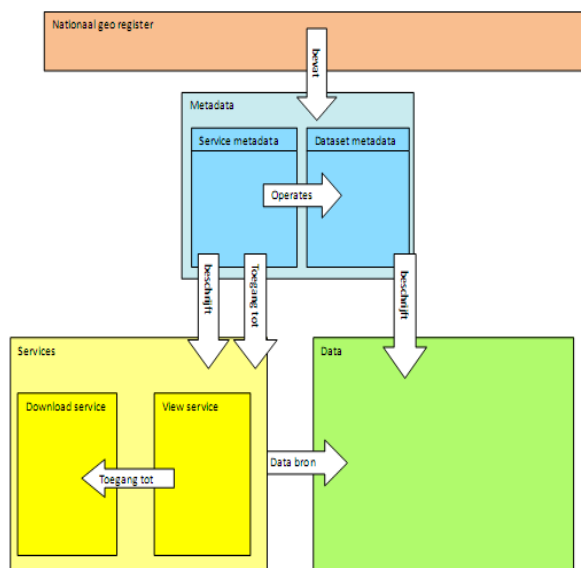 Nationaal geo register
bevat
Metadata
Service metadata
Dataset metadata
Operates
beschrijft
Toegang tot
beschrijft
Services
Data
Download service
View service
Data bron
Toegang tot